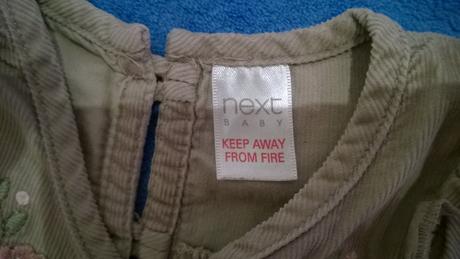 next
BABY
KEEP AWAY
FROM FIRE